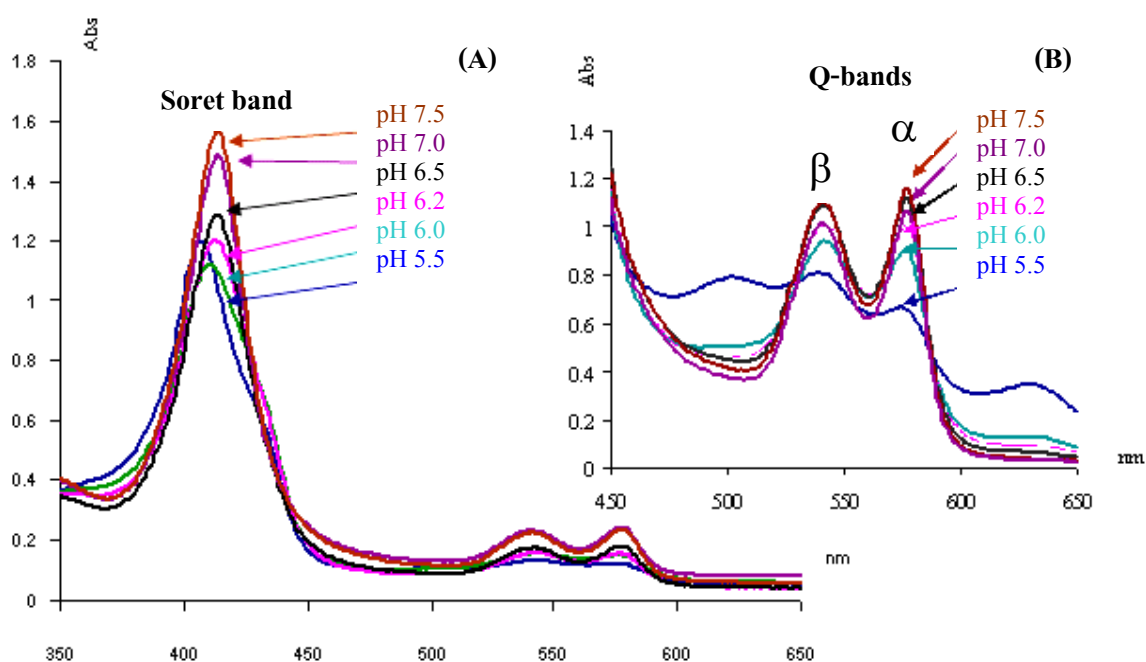 Abs
(A)
Soret band
pH 7.5
pH 7.0
pH 6.5
pH 6.2
pH 6.0
pH 5.5
1.8
1.6
1.4
1.2
1
0.8
0.6
0.4
0.2
0
350 400 450 500 550 600 650
nm
Abs
(B)
Q-bands
β
α
pH 7.5
pH 7.0
pH 6.5
pH 6.2
pH 6.0
pH 5.5
1.4
1.2
1
0.8
0.6
0.4
0.2
0
450 500 550 600 650
nm